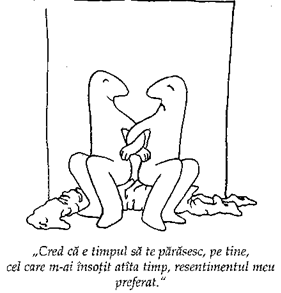 „Cred că e timpul să te părăsesc, pe tine,
cel care m-ai însoțit atîta timp, resentimentul meu
preferat.“